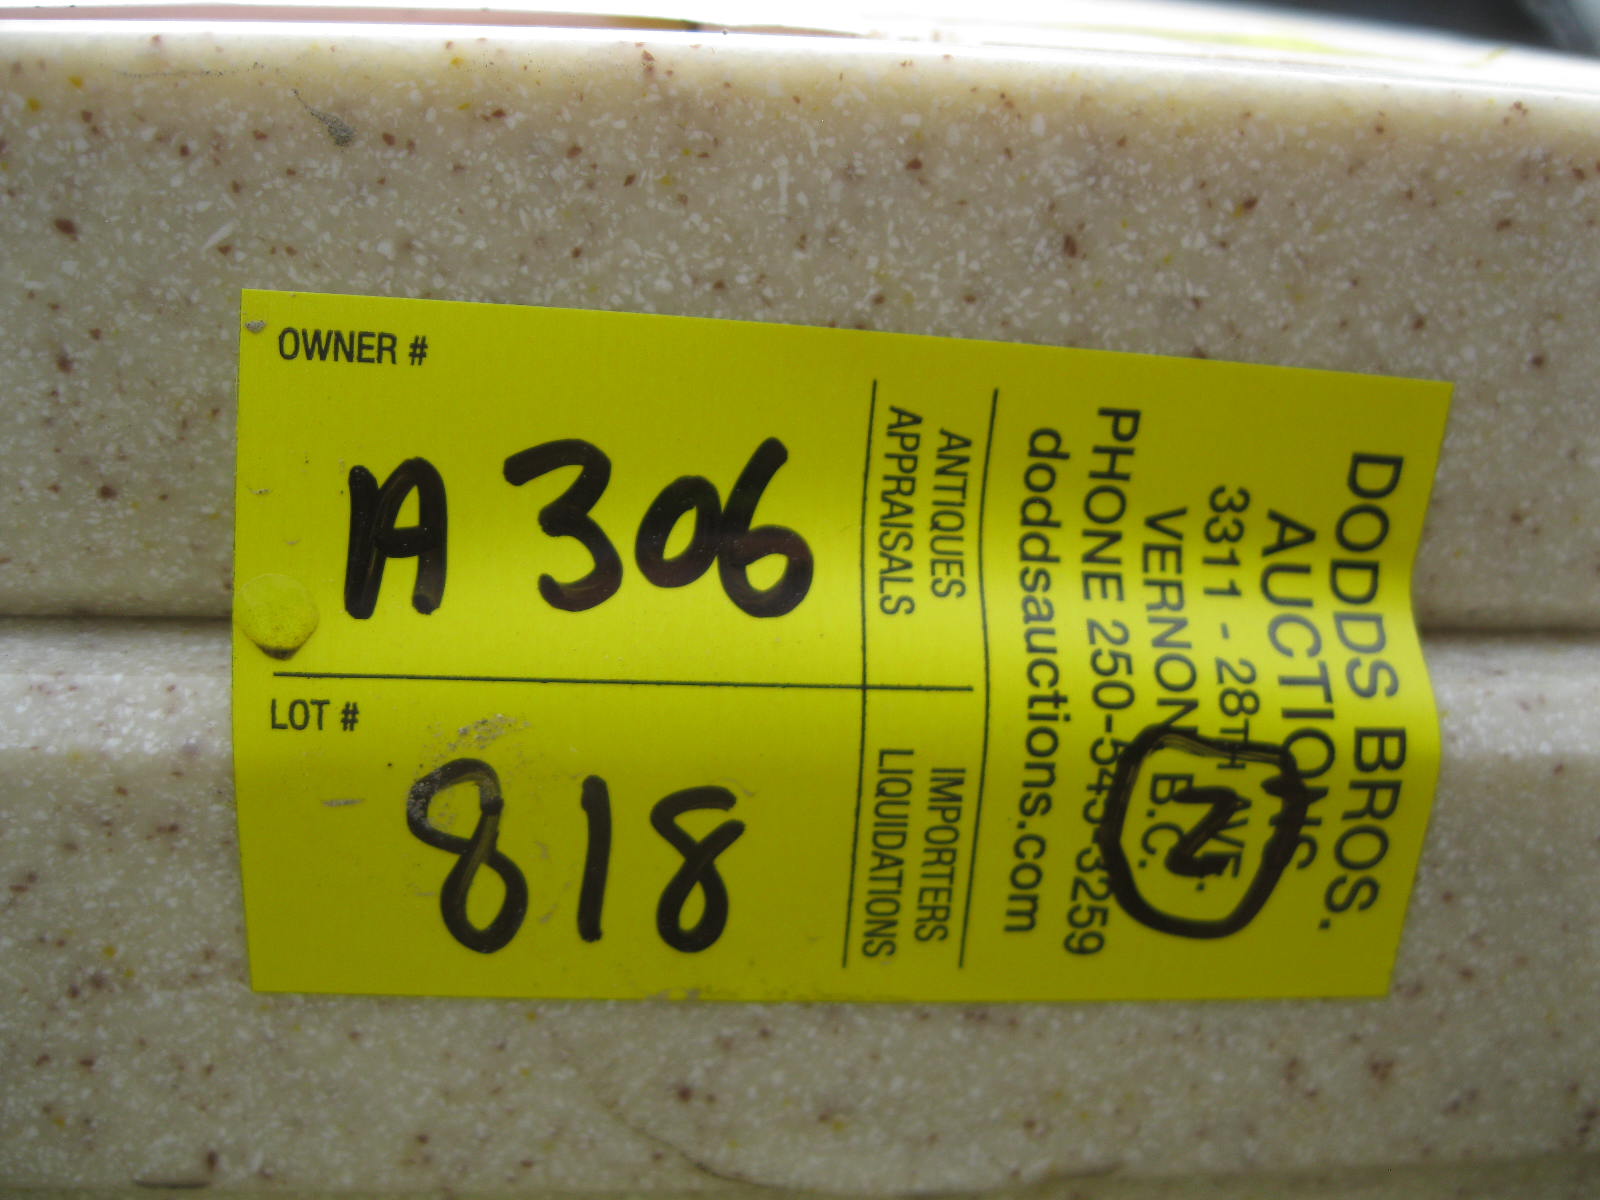 OWNER #
A 306
LOT #
818
DODDS BROS.
AUCTIONS
3311 - 28TH AVE.
VERNON, B.C.
PHONE 250-545-3259
doddsauctions.com
ANTIQUES
APPRAISALS
IMPORTERS
LIQUIDATIONS
N